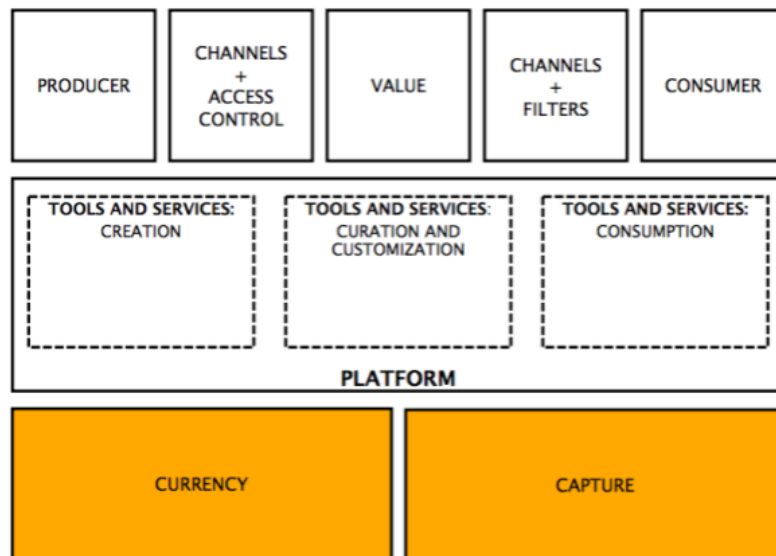 PRODUCER
CHANNELS
+
ACCESS
CONTROL
VALUE
CHANNELS
+
FILTERS
CONSUMER
TOOLS AND SERVICES:
CREATION
TOOLS AND SERVICES:
CURATION AND
CUSTOMIZATION
TOOLS AND SERVICES:
CONSUMPTION
PLATFORM
CURRENCY
CAPTURE